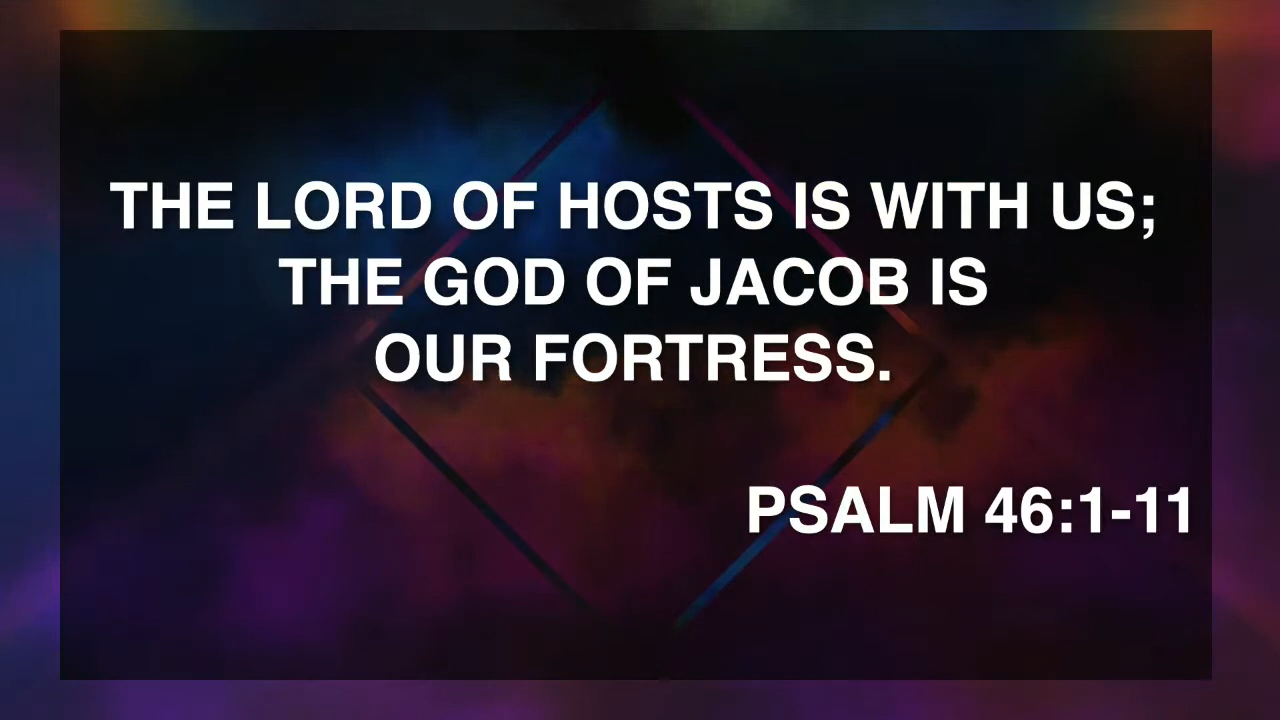 THE LORD OF HOSTS IS WITH US;
THE GOD OF JACOB IS
OUR FORTRESS.
PSALM 46:1-11